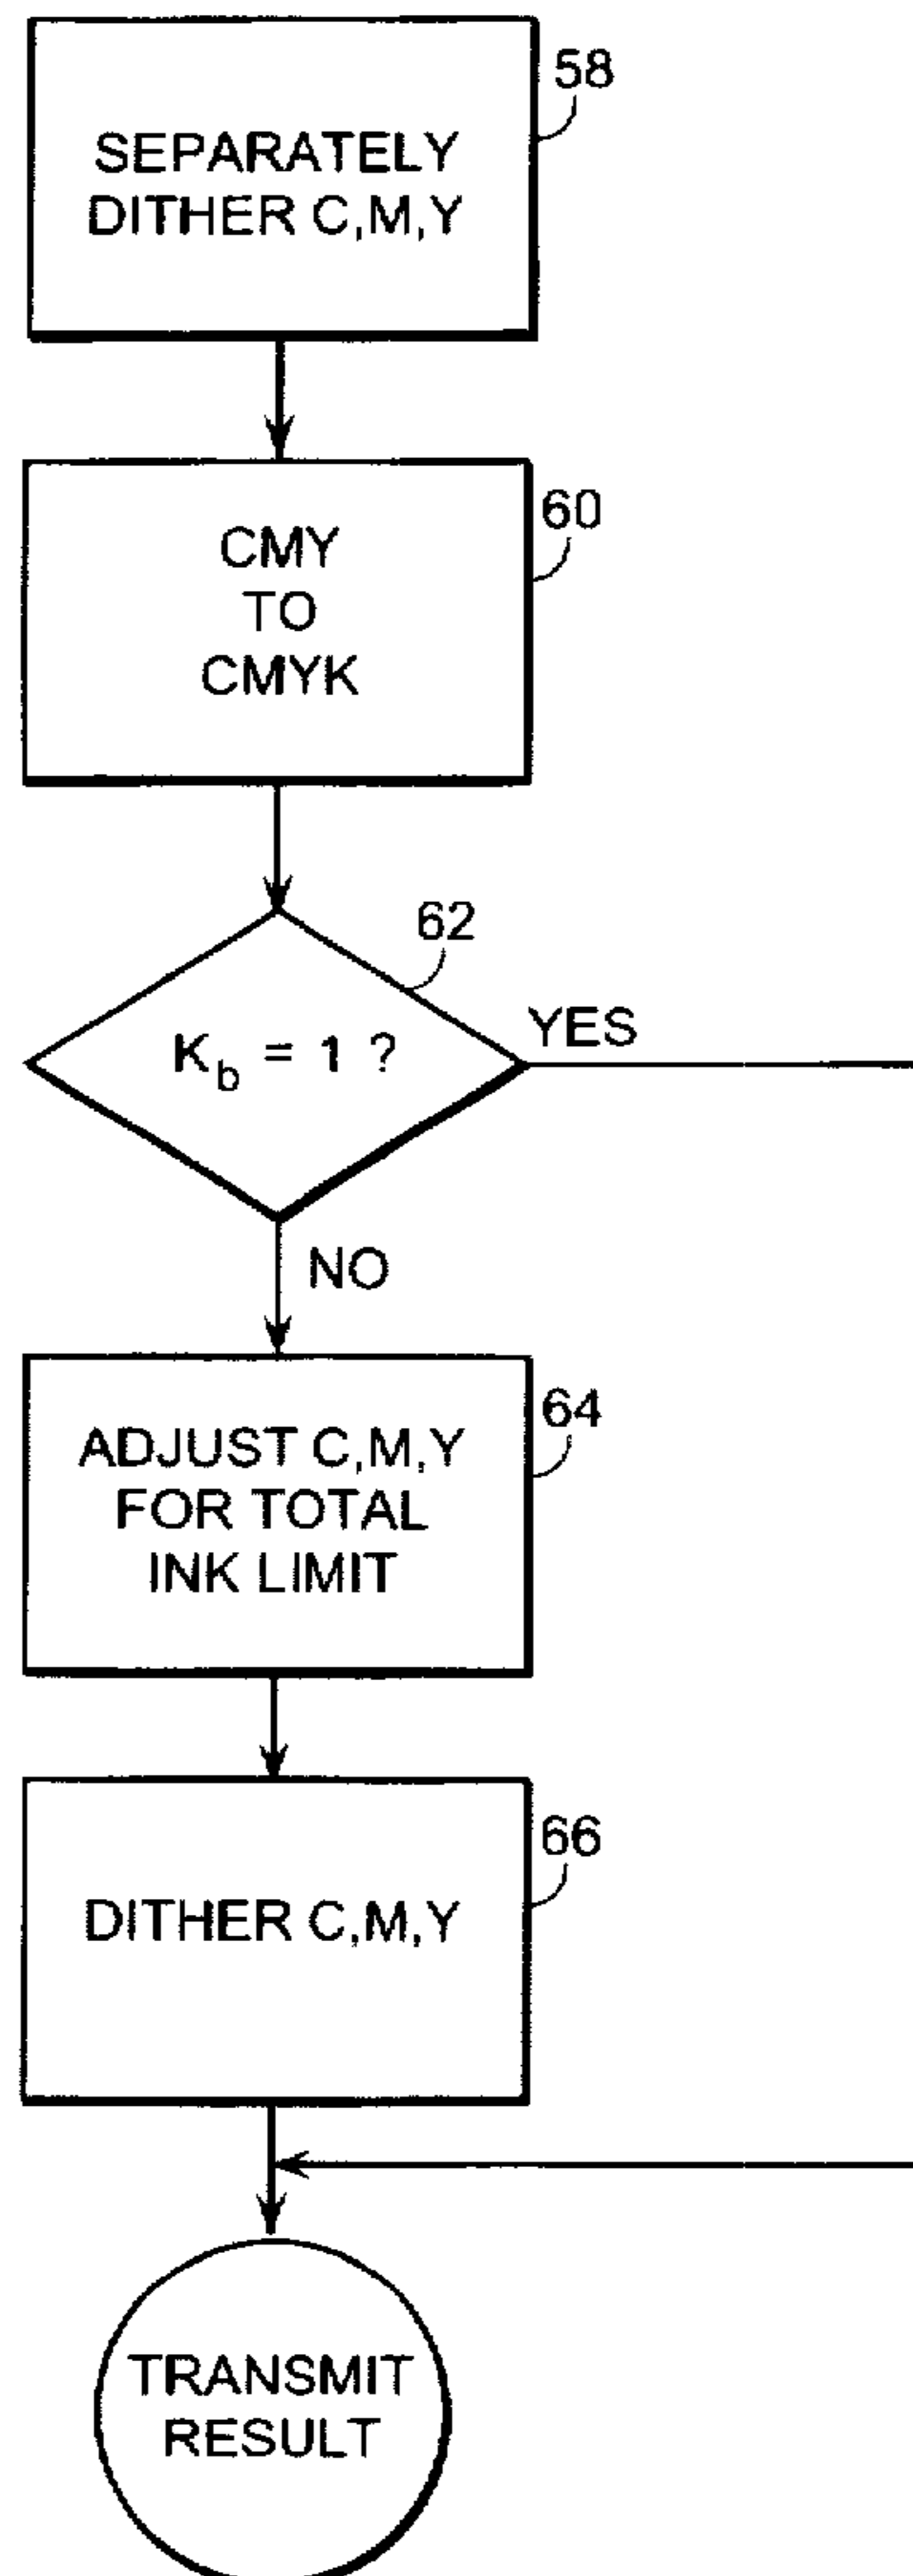 58
SEPARATELY
DITHER C,M,Y
60
CMY
TO
CMYK
62
K_b = 1 ?
YES
NO
64
ADJUST C,M,Y
FOR TOTAL
INK LIMIT
66
DITHER C,M,Y
TRANSMIT
RESULT